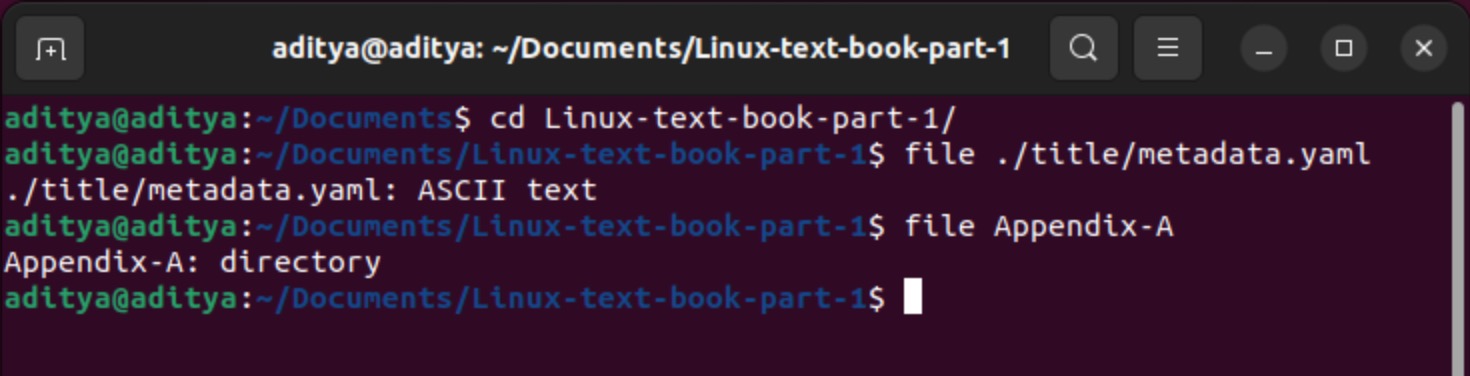 aditya@aditya: ~/Documents/Linux-text-book-part-1
aditya@aditya:~/Documents$ cd Linux-text-book-part-1/
aditya@aditya:~/Documents/Linux-text-book-part-1$ file ./title/metadata.yaml
./title/metadata.yaml: ASCII text
aditya@aditya:~/Documents/Linux-text-book-part-1$ file Appendix-A
Appendix-A: directory
aditya@aditya:~/Documents/Linux-text-book-part-1$